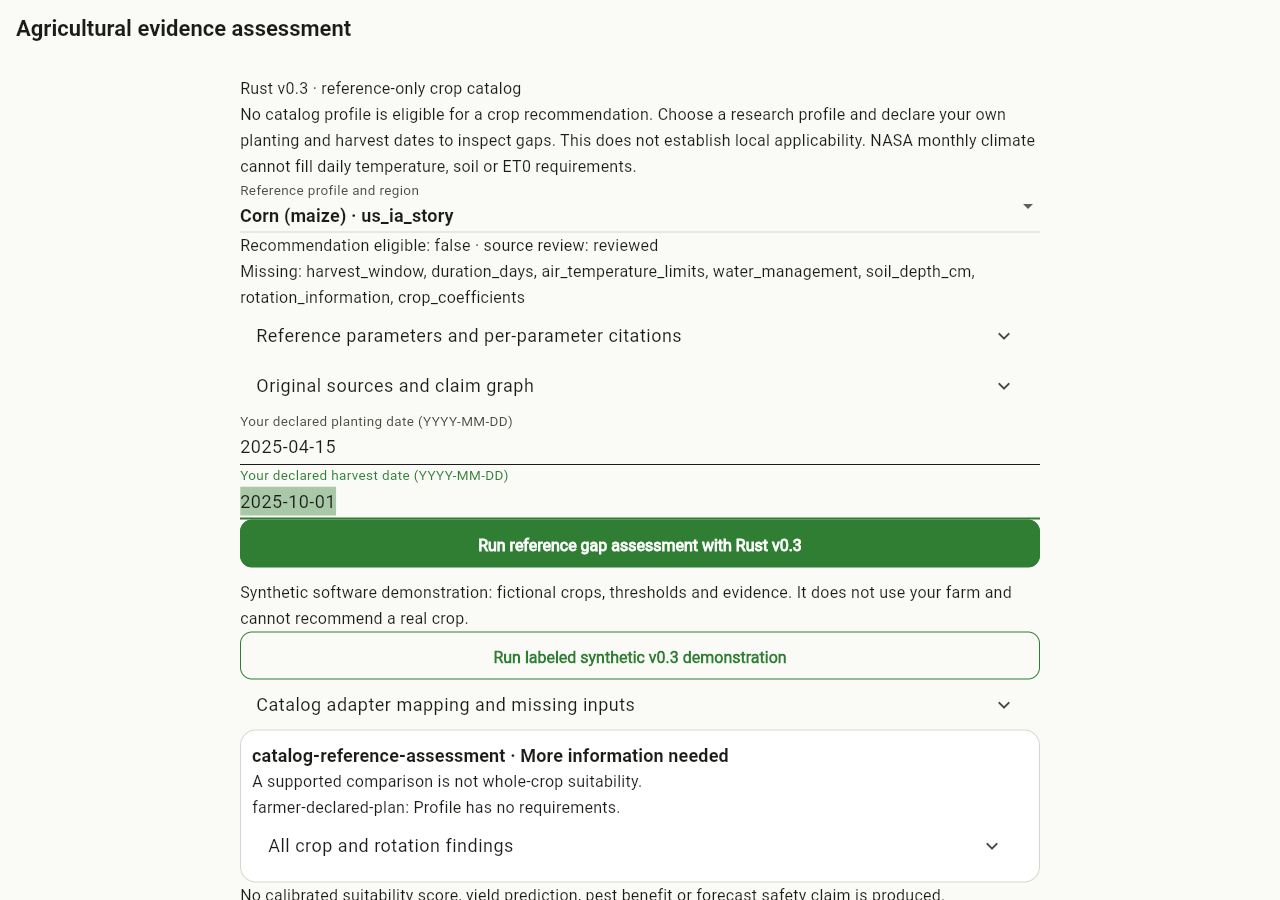 Agricultural evidence assessment
Rust v0.3 · reference-only crop catalog
No catalog profile is eligible for a crop recommendation. Choose a research profile and declare your own
planting and harvest dates to inspect gaps. This does not establish local applicability. NASA monthly climate
cannot fill daily temperature, soil or ET0 requirements.
Reference profile and region
Corn (maize) · us_ia_story
Recommendation eligible: false · source review: reviewed
Missing: harvest_window, duration_days, air_temperature_limits, water_management, soil_depth_cm,
rotation_information, crop_coefficients
Reference parameters and per-parameter citations
Original sources and claim graph
Your declared planting date (YYYY-MM-DD)
2025-04-15
Your declared harvest date (YYYY-MM-DD)
2025-10-01
Run reference gap assessment with Rust v0.3
Synthetic software demonstration: fictional crops, thresholds and evidence. It does not use your farm and
cannot recommend a real crop.
Run labeled synthetic v0.3 demonstration
Catalog adapter mapping and missing inputs
catalog-reference-assessment · More information needed
A supported comparison is not whole-crop suitability.
farmer-declared-plan: Profile has no requirements.
All crop and rotation findings
No calibrated suitability score, yield prediction, pest benefit or forecast safety claim is produced.